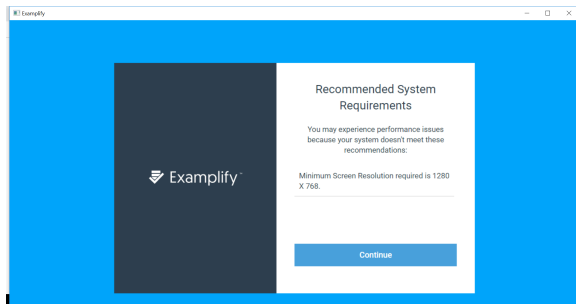 Examplify
Recommended System
Requirements
You may experience performance issues
because your system doesn't meet these
recommendations:
Examplify
Minimum Screen Resolution required is 1280
X 768.
Continue